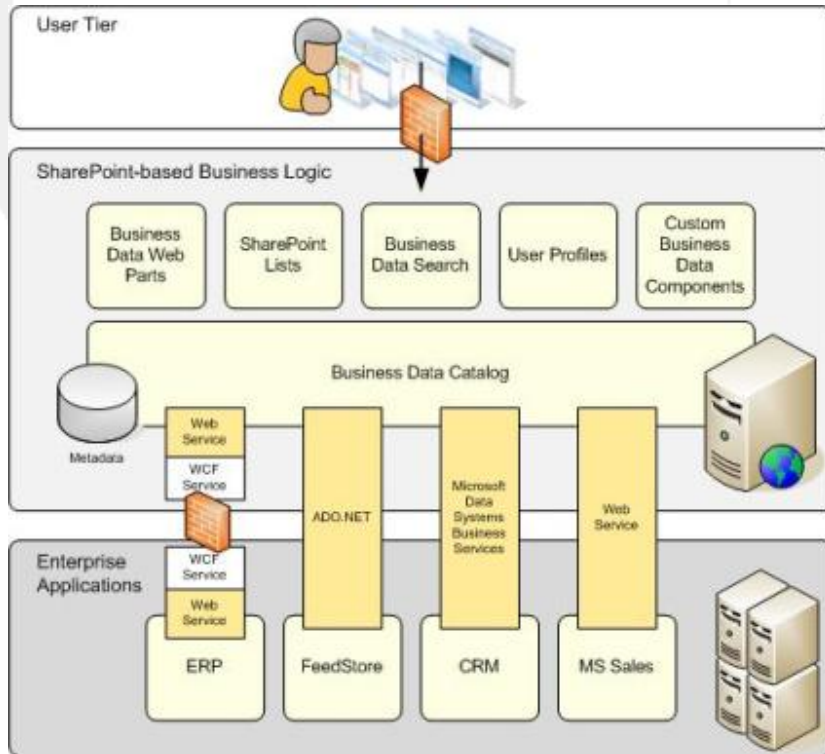 User Tier
SharePoint-based Business Logic
Business
Data Web
Parts
SharePoint
Lists
Business
Data Search
User Profiles
Custom
Business
Data
Components
Business Data Catalog
Metadata
Web
Service
WCF
Service
ADO.NET
Microsoft
Data
Systems
Business
Services
Web
Service
Enterprise
Applications
WCF
Service
Web
Service
ERP
FeedStore
CRM
MS Sales